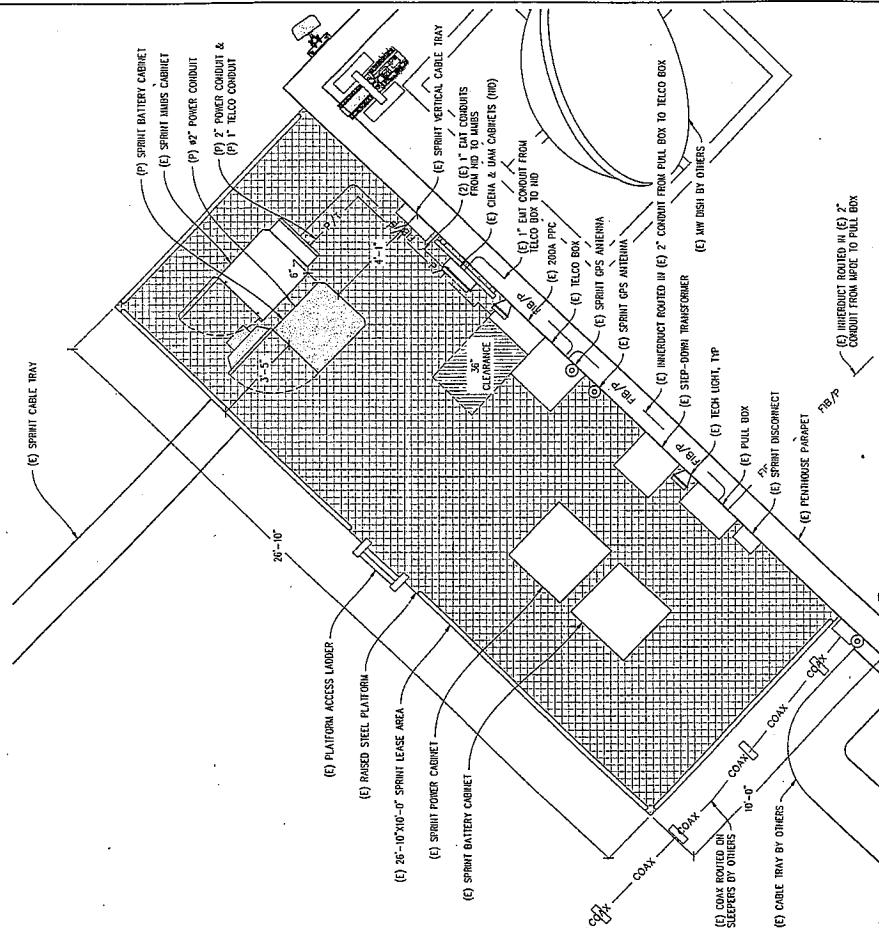 (P) SPRINT BATTERY CABINET
(E) SPRINT MMBS CABINET
(P) ø2" POWER CONDUIT
(P) 2" POWER CONDUIT &
(P) 1" TELCO CONDUIT
(E) SPRINT VERTICAL CABLE TRAY
(2) (E) 1" EMT CONDUITS
FROM NID TO MMBS
(E) CIENA & UAM CABINETS (NID)
(E) 1" EMT CONDUIT FROM
TELCO BOX TO NID
(E) 200A PPC
(E) TELCO BOX
(E) SPRINT GPS ANTENNA
(E) SPRINT GPS ANTENNA
(E) INNERDUCT ROUTED IN (E) 2" CONDUIT FROM PULL BOX TO TELCO BOX
(E) STEP-DOWN TRANSFORMER
(E) TECH LIGHT, TYP
(E) PULL BOX
(E) SPRINT DISCONNECT
(E) PENTHOUSE PARAPET
(E) MW DISH BY OTHERS
(E) INNERDUCT ROUTED IN (E) 2"
CONDUIT FROM MPOE TO PULL BOX
FIB/P
FIB/P
FIB/P
FIB/P
FIB/P
P/T
6"
3'-5"
4'-1"
36"
CLEARANCE
(E) SPRINT CABLE TRAY
26'-10"
(E) PLATFORM ACCESS LADDER
(E) RAISED STEEL PLATFORM
(E) 26'-10"X10'-0" SPRINT LEASE AREA
(E) SPRINT POWER CABINET
(E) SPRINT BATTERY CABINET
COAX
COAX
COAX
COAX
COAX
10'-0"
(E) COAX ROUTED ON
SLEEPERS BY OTHERS
(E) CABLE TRAY BY OTHERS